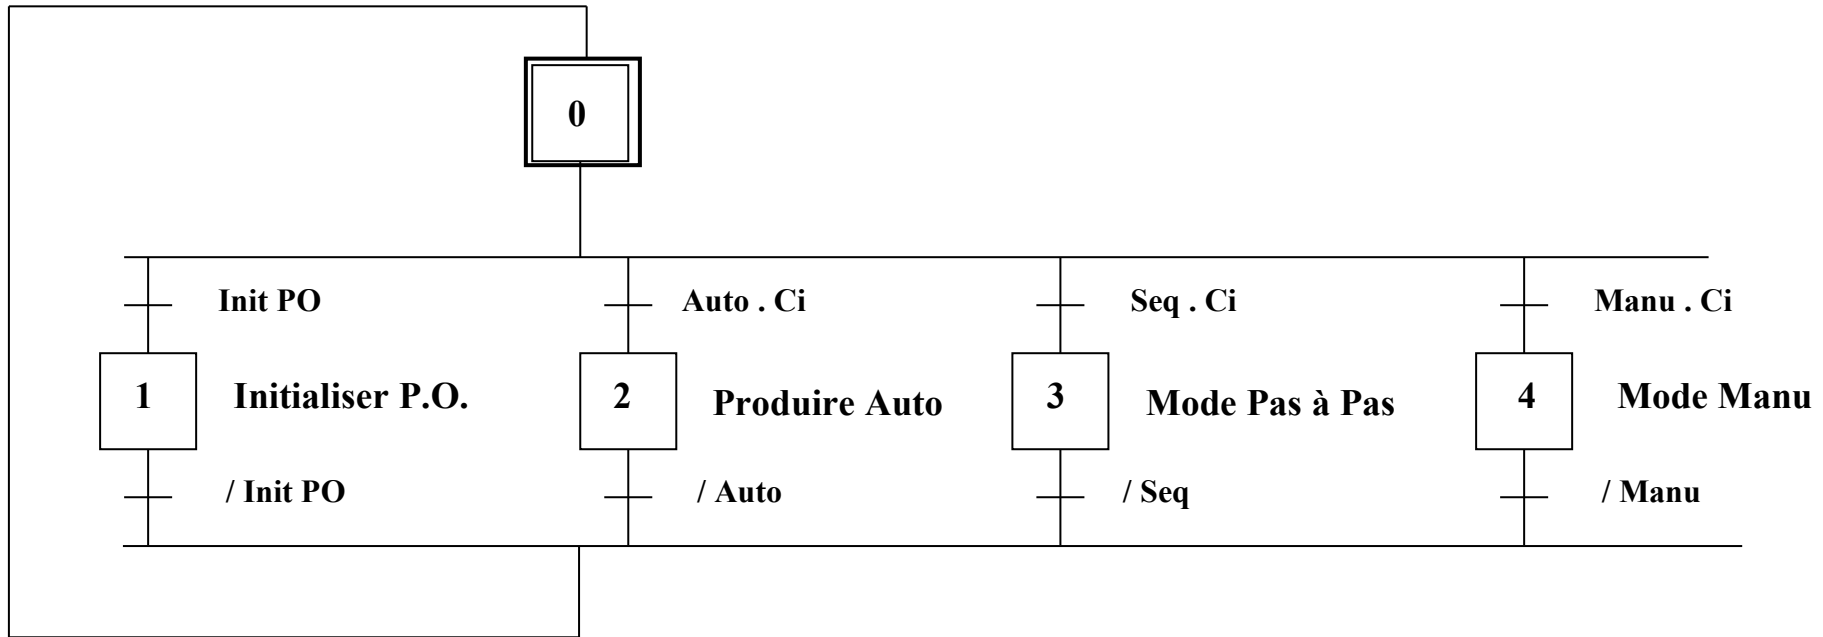 0
Init PO
Auto . Ci
Seq . Ci
Manu . Ci
1
Initialiser P.O.
2
Produire Auto
3
Mode Pas à Pas
4
Mode Manu
/ Init PO
/ Auto
/ Seq
/ Manu